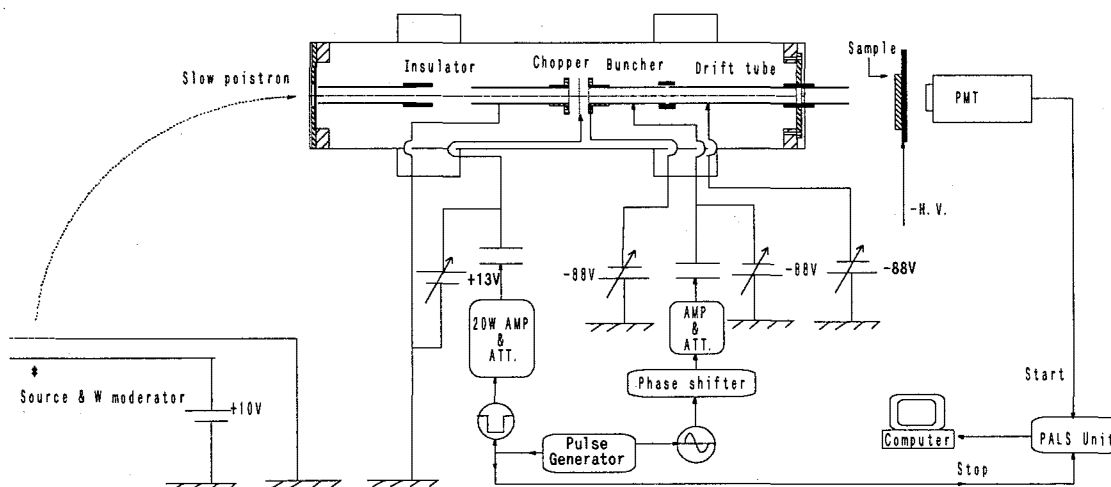 Slow poistron
Insulator
Chopper
Buncher
Drift tube
Sample
PMT
-H.V.
+13V
-88V
-88V
-88V
20W AMP
&
ATT.
AMP
&
ATT.
Source & W moderator
+10V
Phase shifter
Pulse
Generator
Start
Computer
PALS Unit
Stop